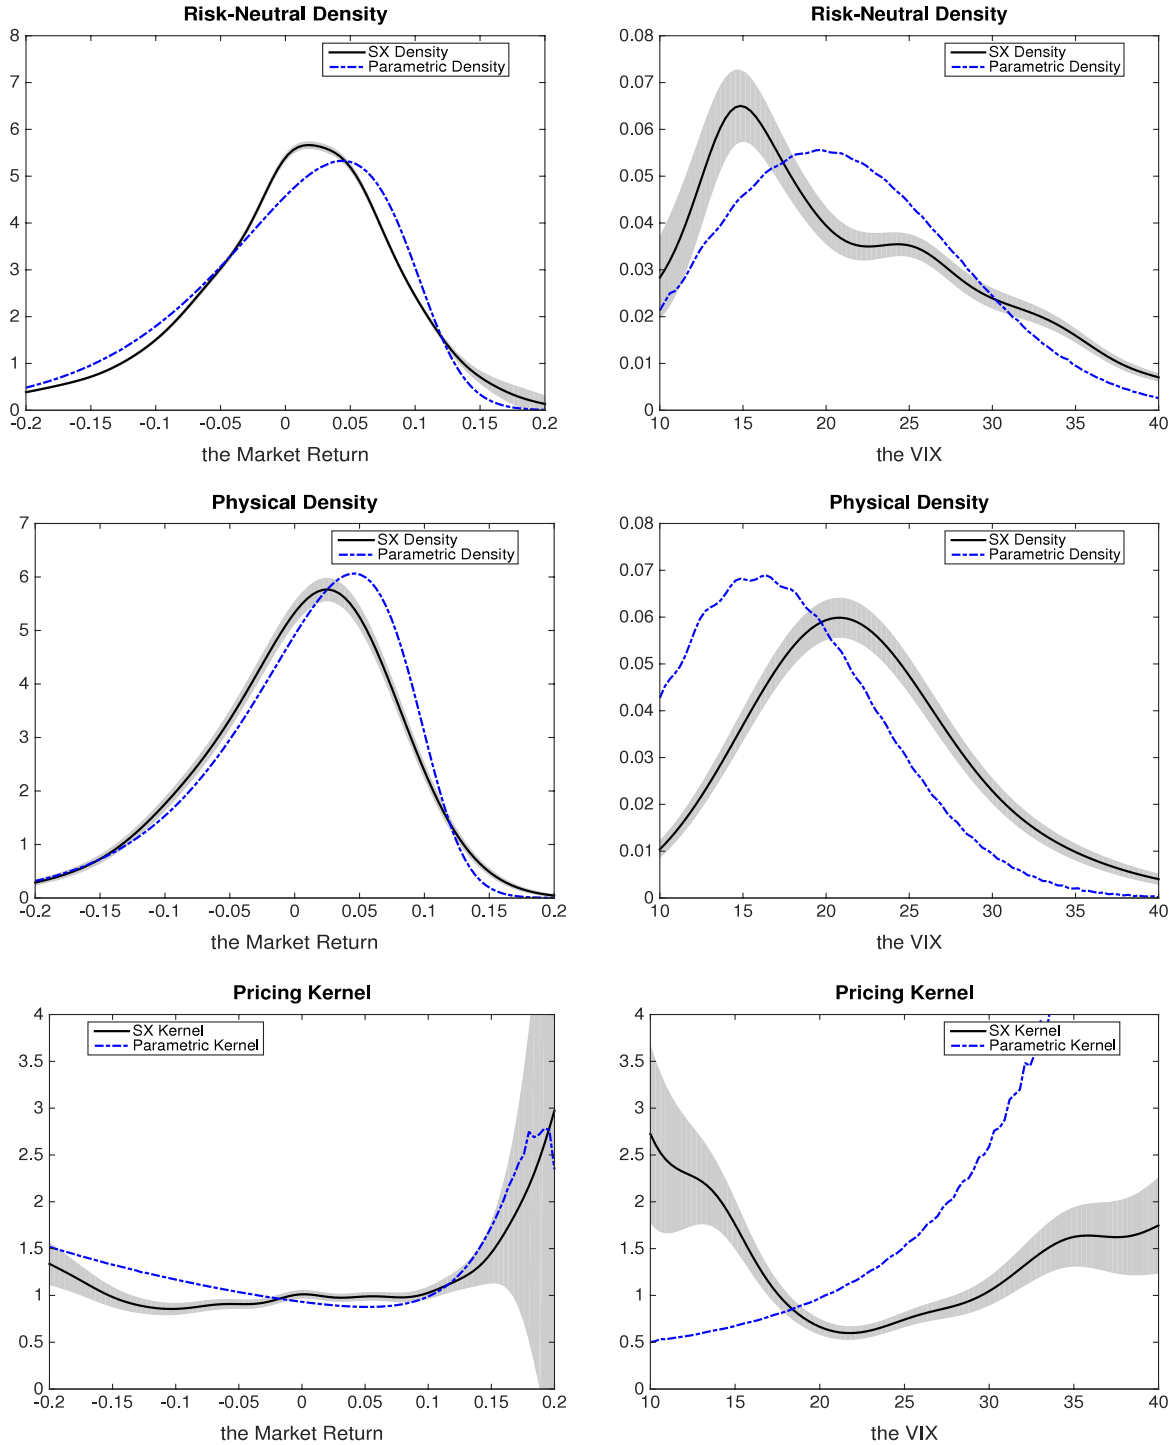 Risk-Neutral Density
8
7
6
5
4
3
2
1
0
SX Density
Parametric Density
-0.2 -0.15 -0.1 -0.05 0 0.05 0.1 0.15 0.2
the Market Return
Risk-Neutral Density
0.08
0.07
0.06
0.05
0.04
0.03
0.02
0.01
0
SX Density
Parametric Density
10 15 20 25 30 35 40
the VIX
Physical Density
7
6
5
4
3
2
1
0
SX Density
Parametric Density
-0.2 -0.15 -0.1 -0.05 0 0.05 0.1 0.15 0.2
the Market Return
Physical Density
0.08
0.07
0.06
0.05
0.04
0.03
0.02
0.01
0
SX Density
Parametric Density
10 15 20 25 30 35 40
the VIX
Pricing Kernel
4
3.5
3
2.5
2
1.5
1
0.5
0
SX Kernel
Parametric Kernel
-0.2 -0.15 -0.1 -0.05 0 0.05 0.1 0.15 0.2
the Market Return
Pricing Kernel
4
3.5
3
2.5
2
1.5
1
0.5
0
SX Kernel
Parametric Kernel
10 15 20 25 30 35 40
the VIX